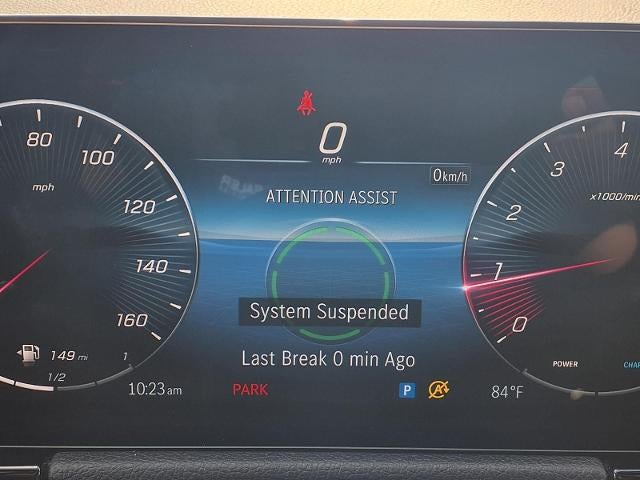 0
mph
0km/h
ATTENTION ASSIST
System Suspended
Last Break 0 min Ago
80
100
120
140
160
mph
149 mi
1
1/2
10:23am
PARK
P
A
84°F
4
3
2
1
0
x1000/min
POWER